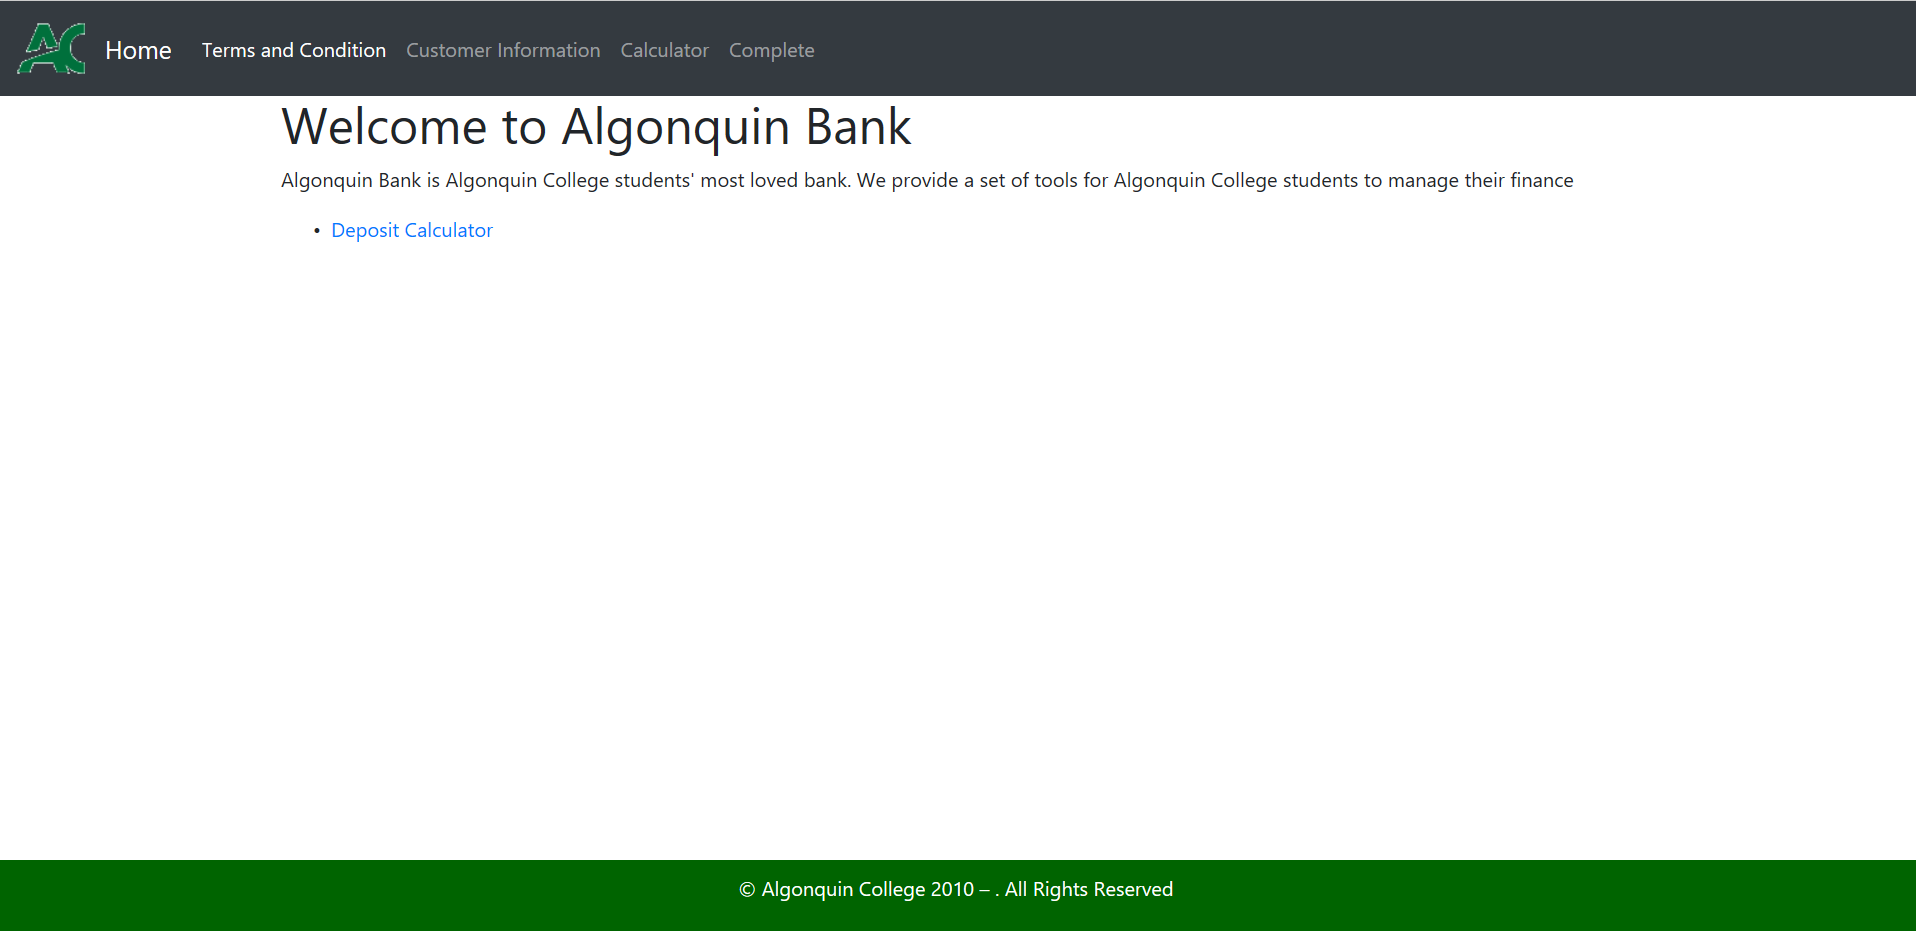 AC Home Terms and Condition Customer Information Calculator Complete
Welcome to Algonquin Bank
Algonquin Bank is Algonquin College students' most loved bank. We provide a set of tools for Algonquin College students to manage their finance
• Deposit Calculator
© Algonquin College 2010 – . All Rights Reserved